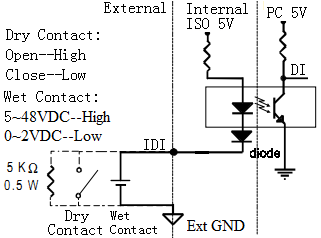 External
Internal
ISO 5V
PC 5V
Dry Contact:
Open--High
Close--Low
Wet Contact:
5~48VDC--High
0~2VDC--Low
DI
IDI
diode
5 KΩ
0.5 W
Dry
Contact
Wet
Contact
Ext GND